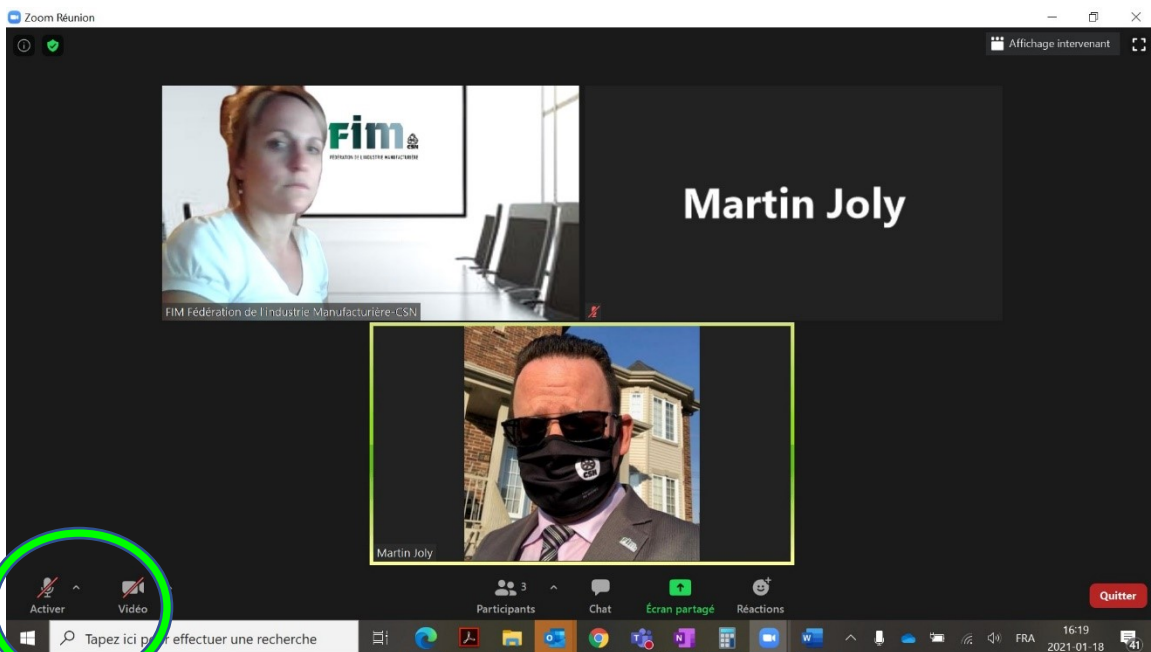 Zoom Réunion
Affichage intervenant
Fim
CSN
FÉDÉRATION DE L'INDUSTRIE MANUFACTURIÈRE
FIM Fédération de l'industrie Manufacturière-CSN
Martin Joly
CSN
Martin Joly
Activer
Vidéo
3
Participants
Chat
Écran partagé
Réactions
Quitter
Tapez ici pour effectuer une recherche
FRA
16:19
2021-01-18
41